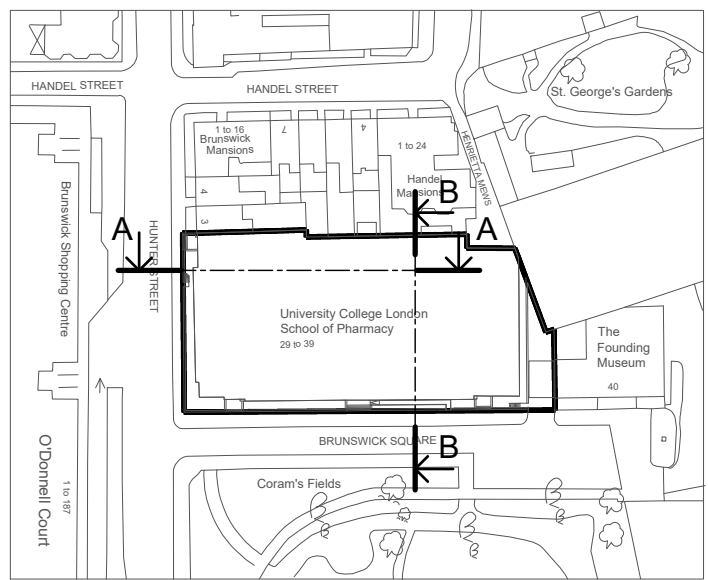 HANDEL STREET
HANDEL STREET
St. George's Gardens
1 to 16
Brunswick
Mansions
7
4
1 to 24
Handel
Mansions
HENRIETTA MEWS
4
3
B
A
A
HUNTER STREET
Brunswick Shopping Centre
University College London
School of Pharmacy
29 to 39
The
Founding
Museum
40
BRUNSWICK SQUARE
B
Coram's Fields
O'Donnell Court
1 to 187